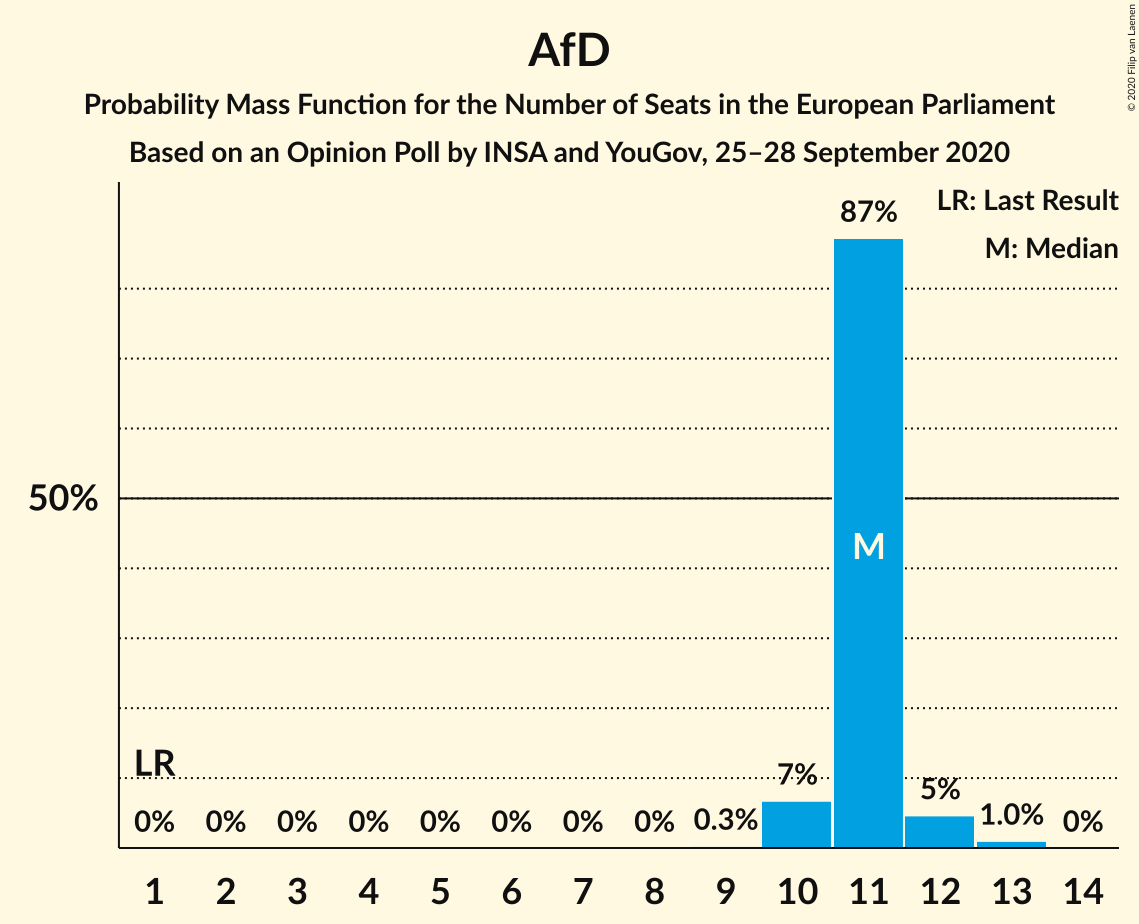 AfD
Probability Mass Function for the Number of Seats in the European Parliament
Based on an Opinion Poll by INSA and YouGov, 25–28 September 2020
© 2020 Filip van Laenen
LR: Last Result
M: Median
87%
50%
M
LR
0% 0% 0% 0% 0% 0% 0% 0% 0.3% 7% 5% 1.0% 0%
1 2 3 4 5 6 7 8 9 10 11 12 13 14